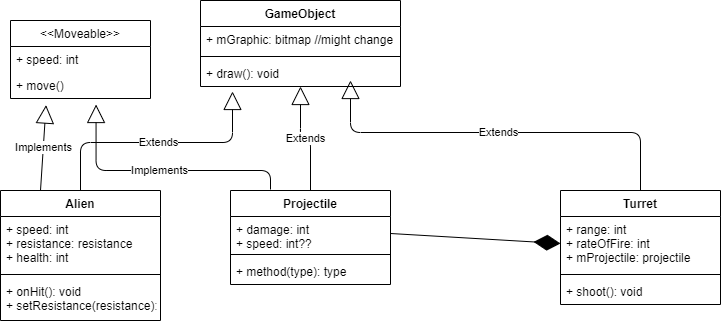 <<Moveable>>
+ speed: int
+ move()
GameObject
+ mGraphic: bitmap //might change
+ draw(): void
Implements
Extends
Implements
Extends
Extends
Alien
+ speed: int
+ resistance: resistance
+ health: int
+ onHit(): void
+ setResistance(resistance):
Projectile
+ damage: int
+ speed: int??
+ method(type): type
Turret
+ range: int
+ rateOfFire: int
+ mProjectile: projectile
+ shoot(): void